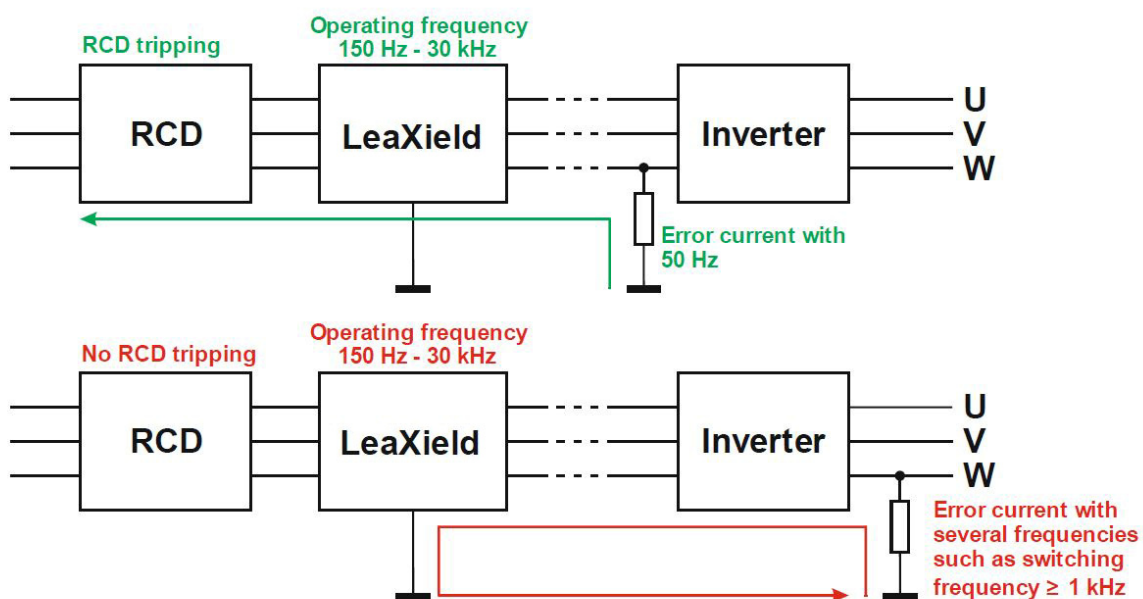 Operating frequency
RCD tripping
150 Hz - 30 kHz
RCD
LeaXield
Inverter
U
V
W
Error current with
50 Hz
Operating frequency
No RCD tripping
150 Hz - 30 kHz
RCD
LeaXield
Inverter
U
V
W
Error current with
several frequencies
such as switching
frequency ≥ 1 kHz